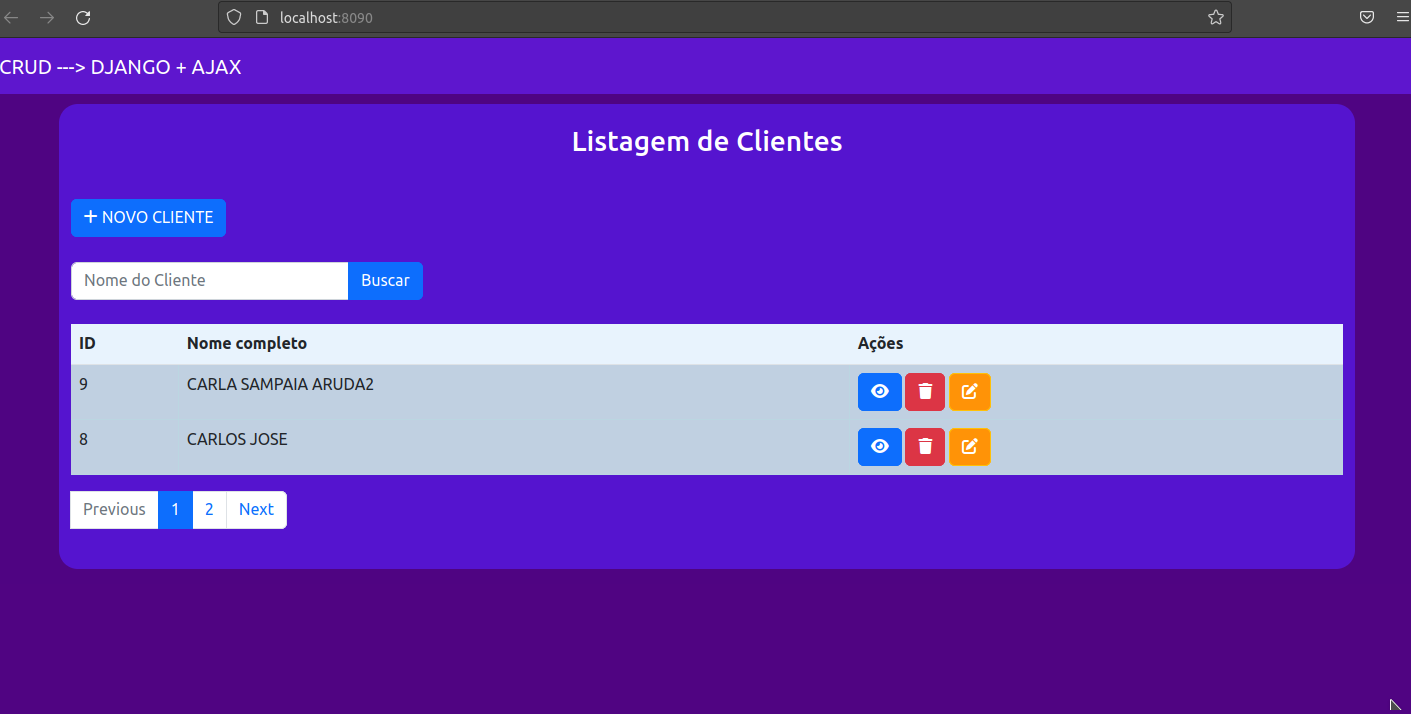 localhost:8090
CRUD ---> DJANGO + AJAX
Listagem de Clientes
+ NOVO CLIENTE
Nome do Cliente Buscar
ID Nome completo Ações
9 CARLA SAMPAIA ARUDA2
8 CARLOS JOSE
Previous 1 2 Next